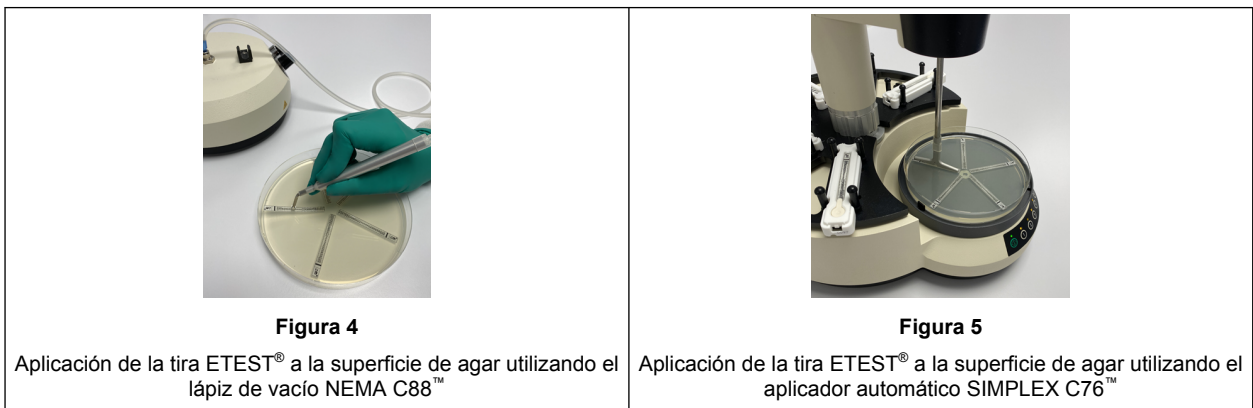 Figura 4
Aplicación de la tira ETEST® a la superficie de agar utilizando el
lápiz de vacío NEMA C88™
Figura 5
Aplicación de la tira ETEST® a la superficie de agar utilizando el
aplicador automático SIMPLEX C76™